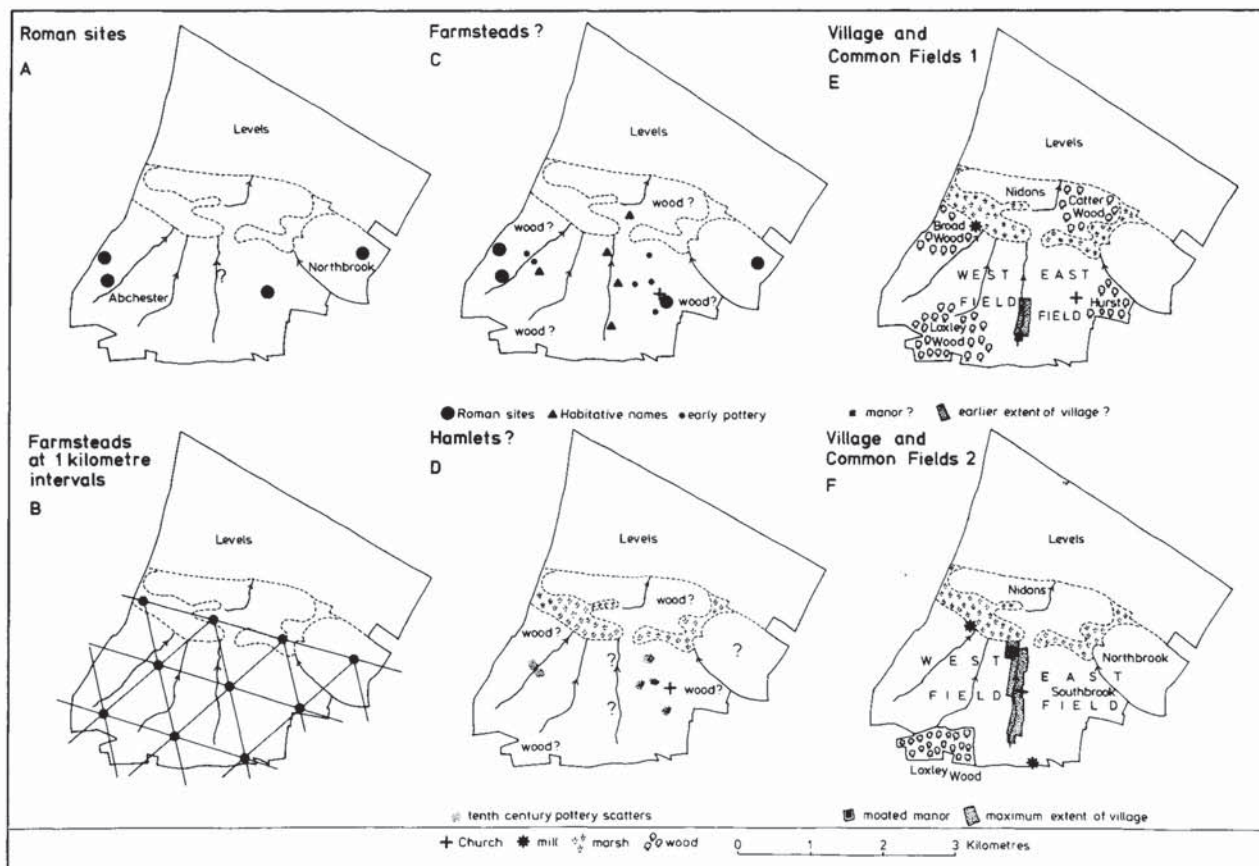 Roman sites
A
Levels
Northbrook
Abchester
?
Farmsteads ?
C
Levels
wood ?
wood ?
wood?
wood ?
Roman sites
Habitative names
early pottery
Village and
Common Fields 1
E
Levels
Nidons
Catter
Wood
Broad
Wood
WEST
FIELD
EAST
FIELD
Hurst
Loxley
Wood
manor ?
earlier extent of village ?
Farmsteads
at 1 kilometre
intervals
B
Levels
Hamlets ?
D
Levels
wood?
wood?
?
?
?
wood?
wood?
tenth century pottery scatters
Village and
Common Fields 2
F
Levels
Nidons
Northbrook
WEST
FIELD
EAST
Southbrook
FIELD
Loxley Wood
moated manor
maximum extent of village
Church
mill
marsh
wood
0 1 2 3 Kilometres